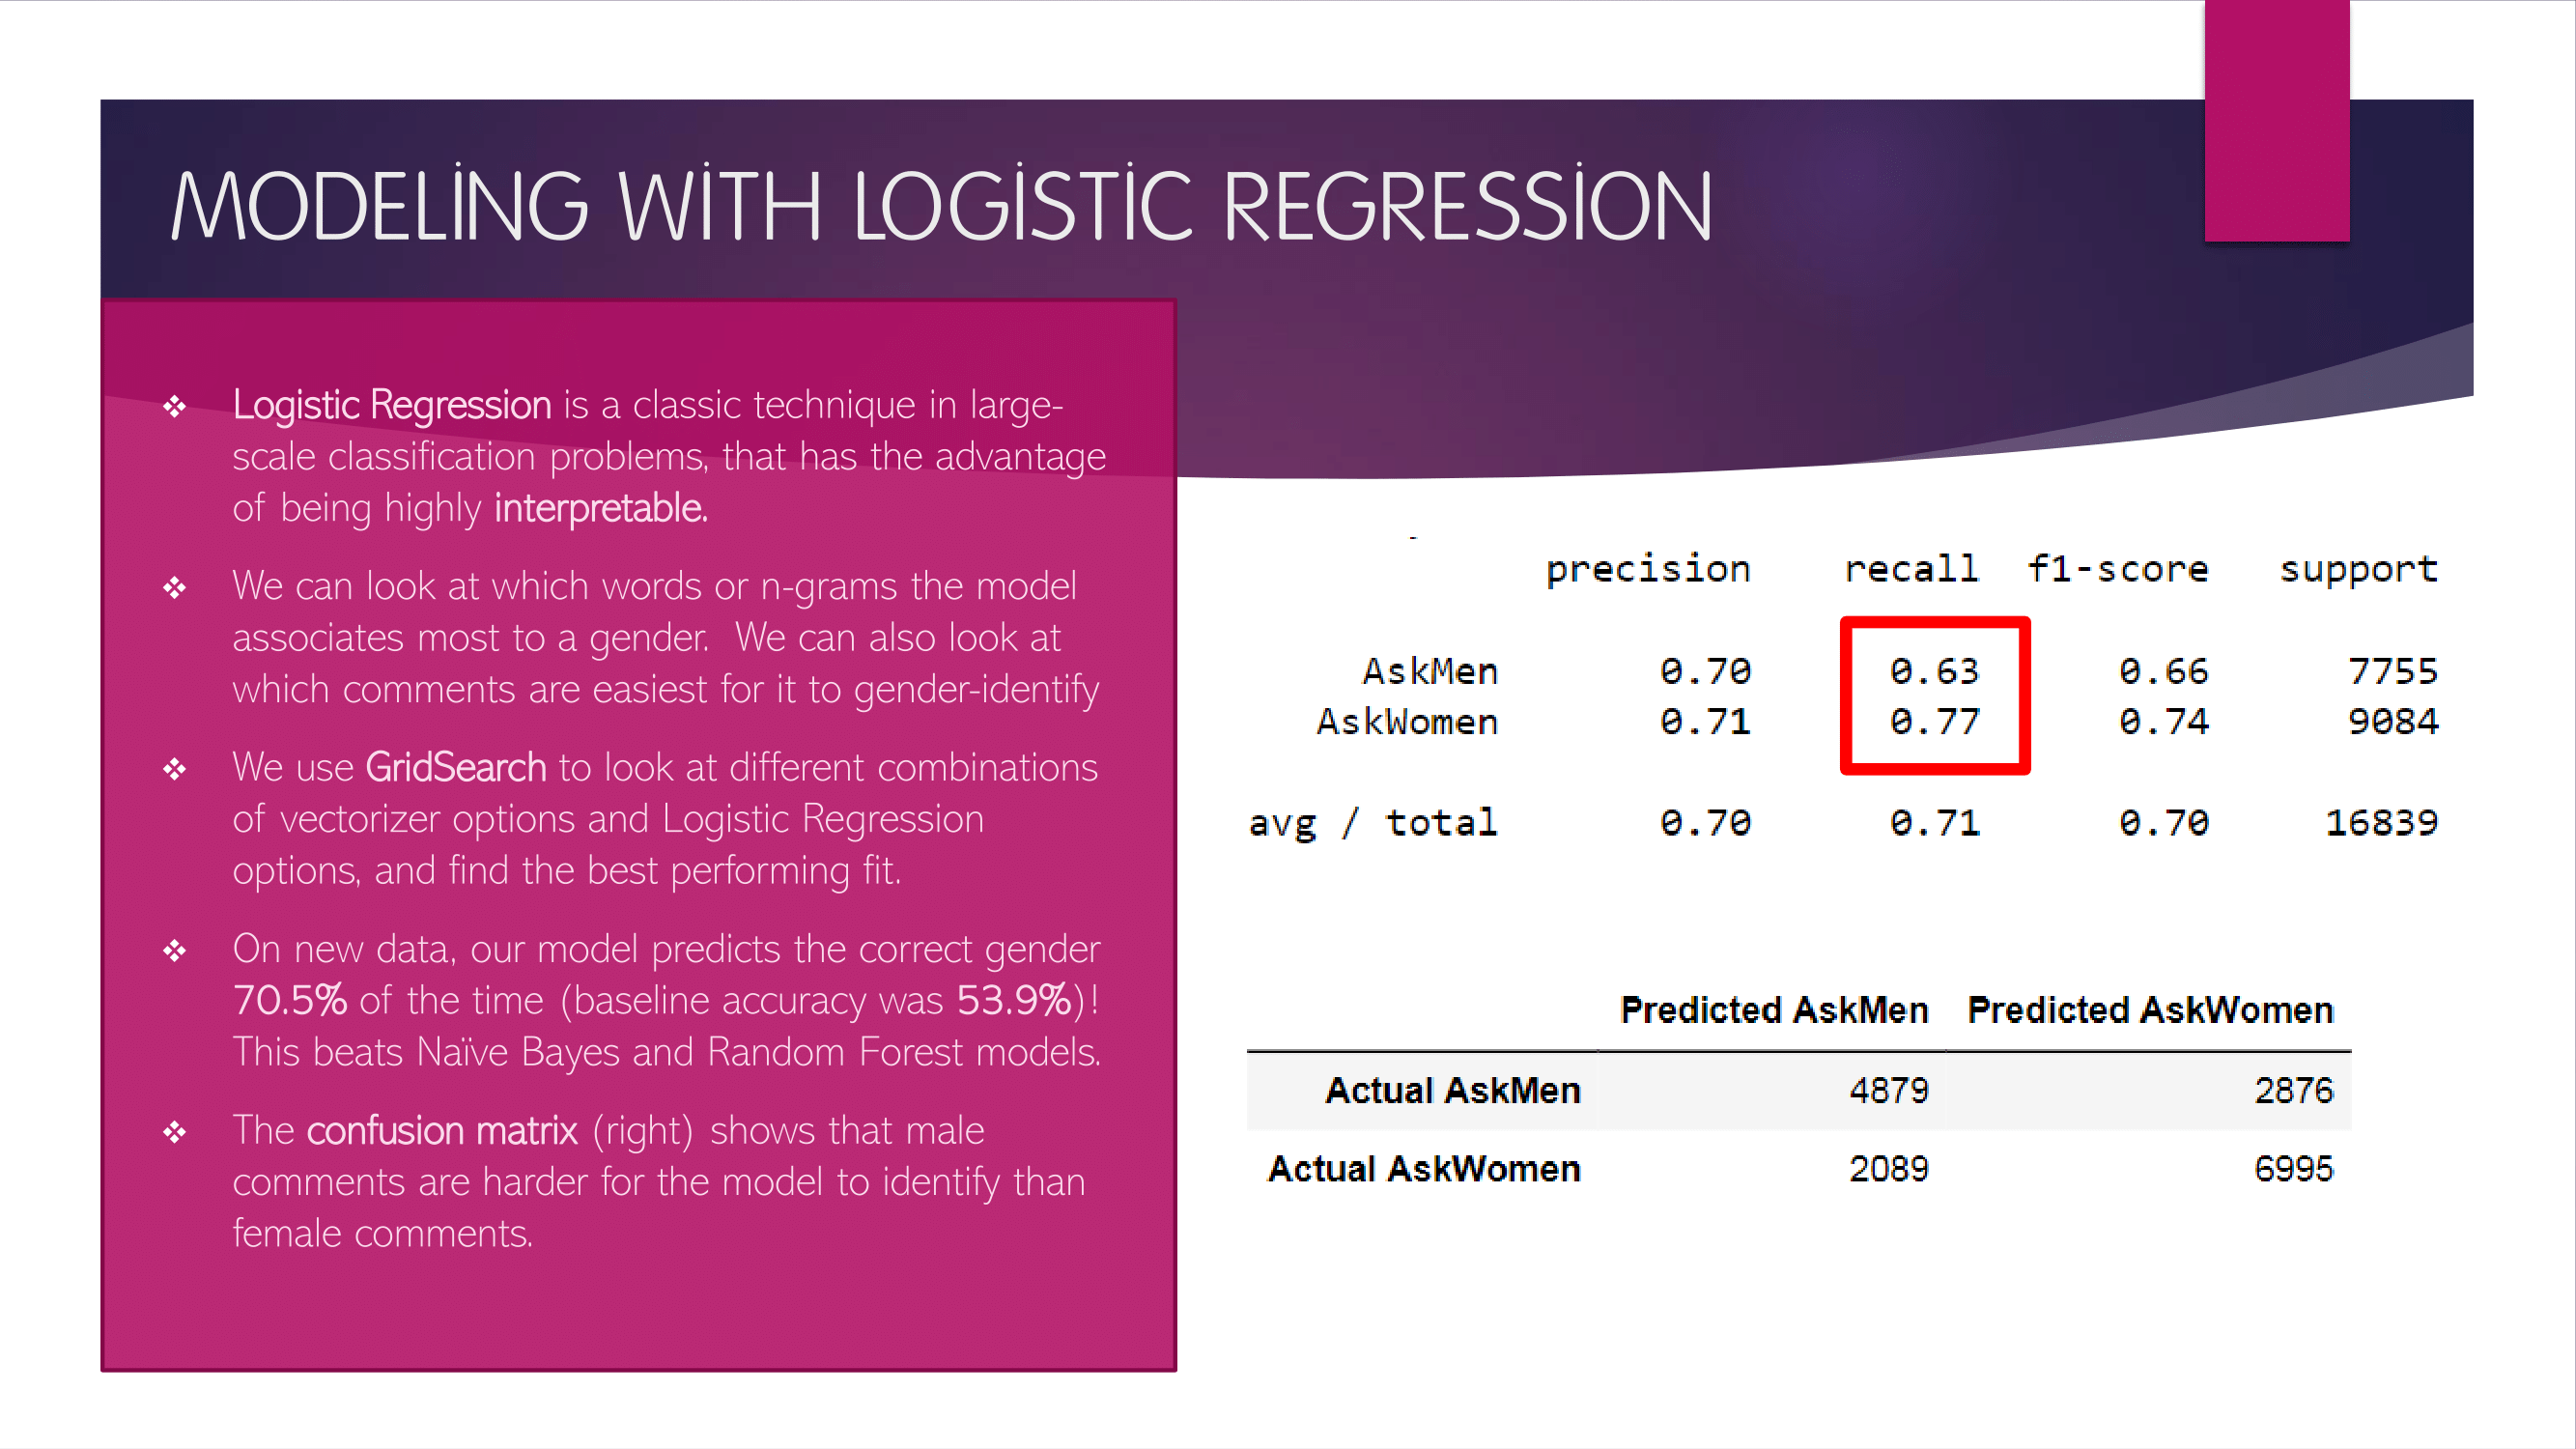 MODELING WITH LOGISTIC REGRESSION
❖ Logistic Regression is a classic technique in large-
scale classification problems, that has the advantage
of being highly interpretable.
❖ We can look at which words or n-grams the model
associates most to a gender. We can also look at
which comments are easiest for it to gender-identify
❖ We use GridSearch to look at different combinations
of vectorizer options and Logistic Regression
options, and find the best performing fit.
❖ On new data, our model predicts the correct gender
70.5% of the time (baseline accuracy was 53.9%)!
This beats Naïve Bayes and Random Forest models.
❖ The confusion matrix (right) shows that male
comments are harder for the model to identify than
female comments.
precision recall f1-score support
AskMen 0.70 0.63 0.66 7755
AskWomen 0.71 0.77 0.74 9084
avg / total 0.70 0.71 0.70 16839
Predicted AskMen Predicted AskWomen
Actual AskMen 4879 2876
Actual AskWomen 2089 6995